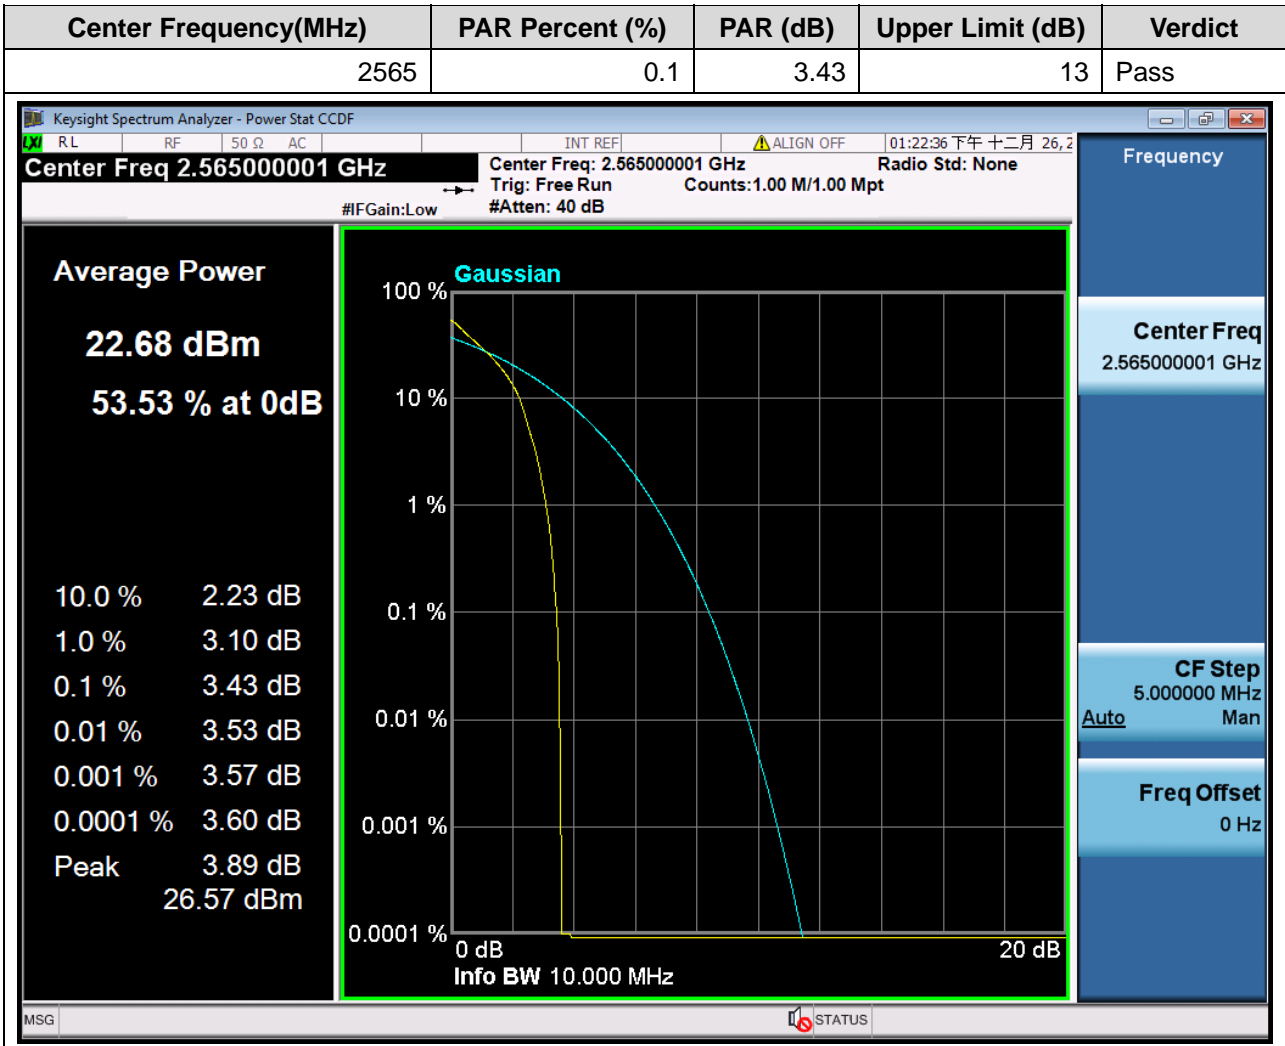 Center Frequency(MHz) PAR Percent (%) PAR (dB) Upper Limit (dB) Verdict
2565 0.1 3.43 13 Pass
Keysight Spectrum Analyzer - Power Stat CCDF
LXI RL RF 50 Ω AC INT REF ALIGN OFF 01:22:36 下午 十二月 26, 2
Center Freq 2.565000001 GHz
Center Freq: 2.565000001 GHz Radio Std: None
Trig: Free Run Counts:1.00 M/1.00 Mpt
#IFGain:Low #Atten: 40 dB
Frequency
Average Power
22.68 dBm
53.53 % at 0dB
10.0 % 2.23 dB
1.0 % 3.10 dB
0.1 % 3.43 dB
0.01 % 3.53 dB
0.001 % 3.57 dB
0.0001 % 3.60 dB
Peak 3.89 dB
26.57 dBm
Gaussian
100 %
10 %
1 %
0.1 %
0.01 %
0.001 %
0.0001 %
0 dB 20 dB
Info BW 10.000 MHz
Center Freq
2.565000001 GHz
CF Step
5.000000 MHz
Auto Man
Freq Offset
0 Hz
MSG STATUS